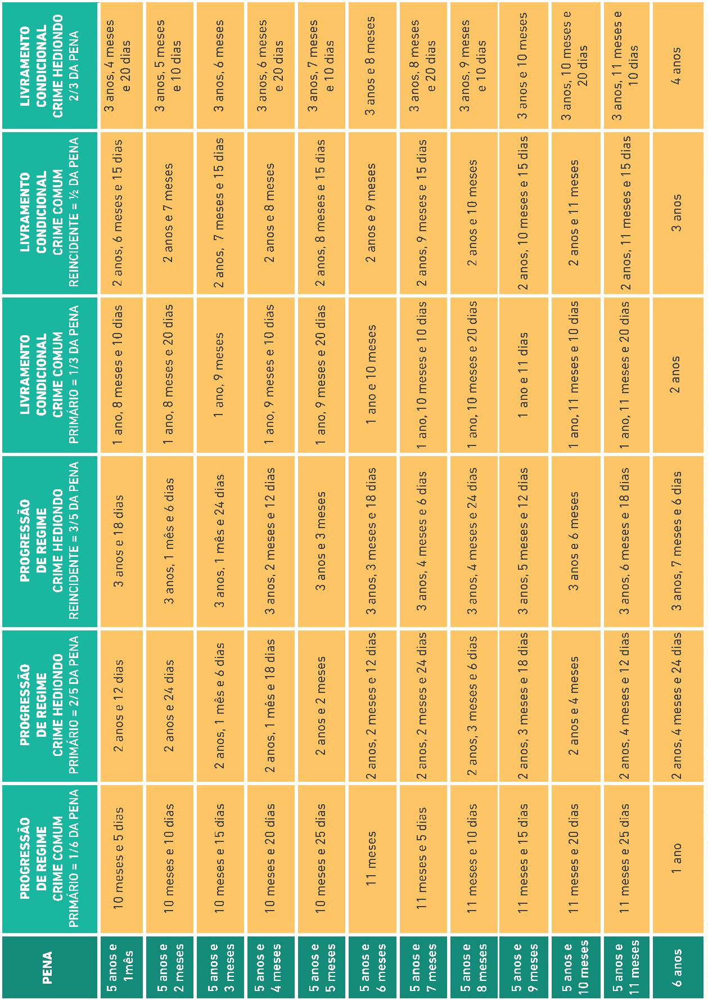 PENA
PROGRESSÃO
DE REGIME
CRIME COMUM
PRIMÁRIO = 1/6 DA PENA
PROGRESSÃO
DE REGIME
CRIME HEDIONDO
PRIMÁRIO = 2/5 DA PENA
PROGRESSÃO
DE REGIME
CRIME HEDIONDO
REINCIDENTE = 3/5 DA PENA
LIVRAMENTO
CONDICIONAL
CRIME COMUM
PRIMÁRIO = 1/3 DA PENA
LIVRAMENTO
CONDICIONAL
CRIME COMUM
REINCIDENTE = ½ DA PENA
LIVRAMENTO
CONDICIONAL
CRIME HEDIONDO
2/3 DA PENA
5 anos e
1mês
10 meses e 5 dias
2 anos e 12 dias
3 anos e 18 dias
1 ano, 8 meses e 10 dias
2 anos, 6 meses e 15 dias
3 anos, 4 meses
e 20 dias
5 anos e
2 meses
10 meses e 10 dias
2 anos e 24 dias
3 anos, 1 mês e 6 dias
1 ano, 8 meses e 20 dias
2 anos e 7 meses
3 anos, 5 meses
e 10 dias
5 anos e
3 meses
10 meses e 15 dias
2 anos, 1 mês e 6 dias
3 anos, 1 mês e 24 dias
1 ano, 9 meses
2 anos, 7 meses e 15 dias
3 anos, 6 meses
5 anos e
4 meses
10 meses e 20 dias
2 anos, 1 mês e 18 dias
3 anos, 2 meses e 12 dias
1 ano, 9 meses e 10 dias
2 anos e 8 meses
3 anos, 6 meses
e 20 dias
5 anos e
5 meses
10 meses e 25 dias
2 anos e 2 meses
3 anos e 3 meses
1 ano, 9 meses e 20 dias
2 anos, 8 meses e 15 dias
3 anos, 7 meses
e 10 dias
5 anos e
6 meses
11 meses
2 anos, 2 meses e 12 dias
3 anos, 3 meses e 18 dias
1 ano e 10 meses
2 anos e 9 meses
3 anos e 8 meses
5 anos e
7 meses
11 meses e 5 dias
2 anos, 2 meses e 24 dias
3 anos, 4 meses e 6 dias
1 ano, 10 meses e 10 dias
2 anos, 9 meses e 15 dias
3 anos, 8 meses
e 20 dias
5 anos e
8 meses
11 meses e 10 dias
2 anos, 3 meses e 6 dias
3 anos, 4 meses e 24 dias
1 ano, 10 meses e 20 dias
2 anos e 10 meses
3 anos, 9 meses
e 10 dias
5 anos e
9 meses
11 meses e 15 dias
2 anos, 3 meses e 18 dias
3 anos, 5 meses e 12 dias
1 ano e 11 dias
2 anos, 10 meses e 15 dias
3 anos e 10 meses
5 anos e
10 meses
11 meses e 20 dias
2 anos e 4 meses
3 anos e 6 meses
1 ano, 11 meses e 10 dias
2 anos e 11 meses
3 anos, 10 meses e
20 dias
5 anos e
11 meses
11 meses e 25 dias
2 anos, 4 meses e 12 dias
3 anos, 6 meses e 18 dias
1 ano, 11 meses e 20 dias
2 anos, 11 meses e 15 dias
3 anos, 11 meses e
10 dias
6 anos
1 ano
2 anos, 4 meses e 24 dias
3 anos, 7 meses e 6 dias
2 anos
3 anos
4 anos